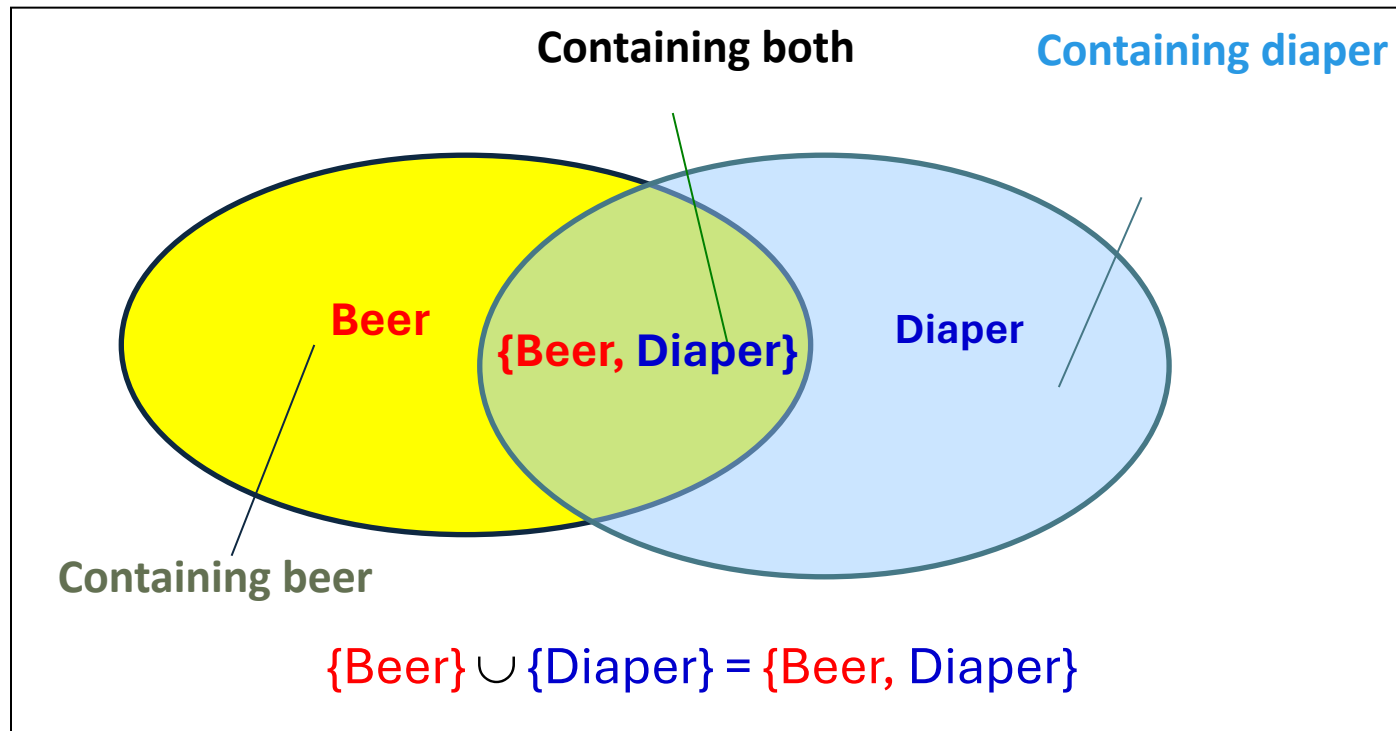 Containing both
Containing diaper
Beer
{Beer, Diaper}
Diaper
Containing beer
{Beer} ∪ {Diaper} = {Beer, Diaper}